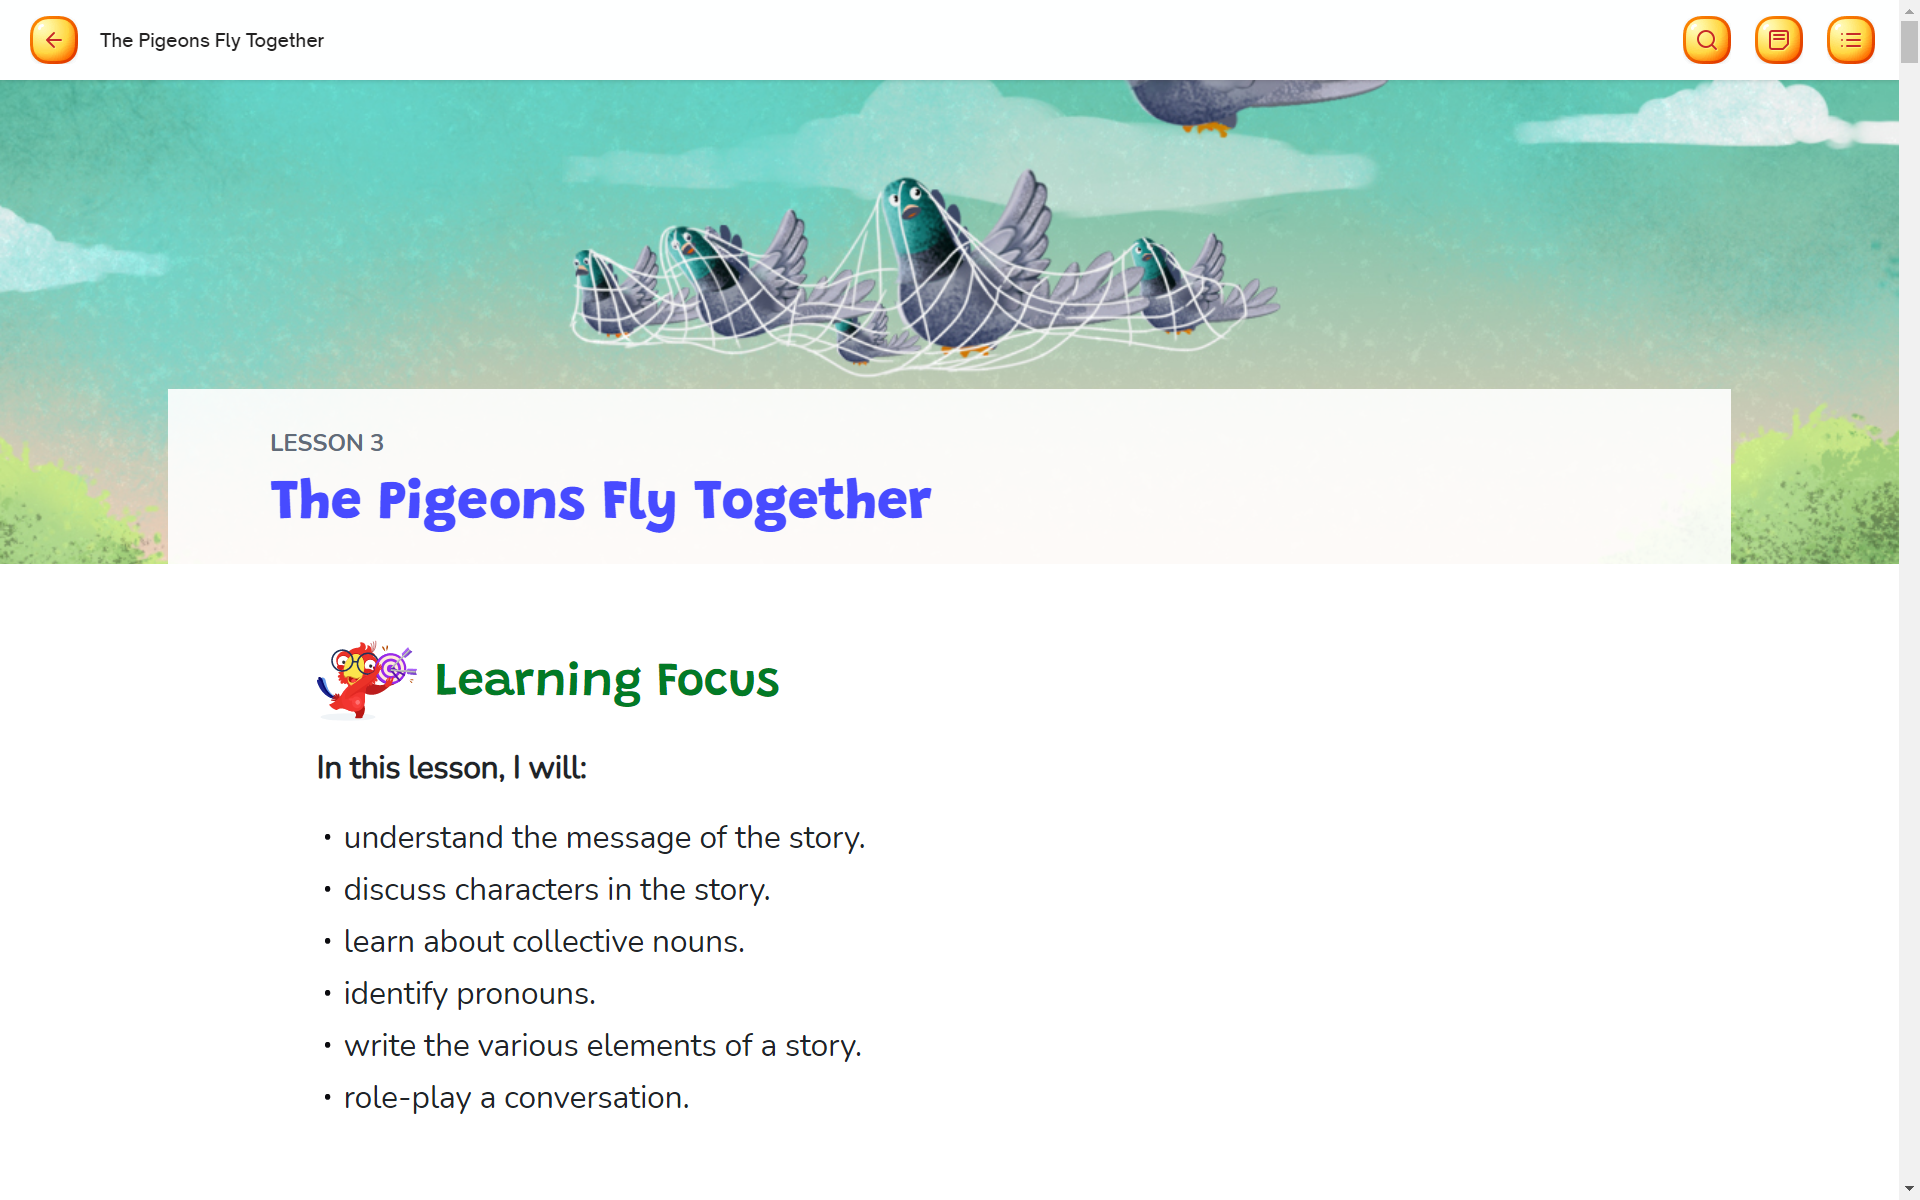 The Pigeons Fly Together
LESSON 3
The Pigeons Fly Together
Learning Focus
In this lesson, I will:
• understand the message of the story.
• discuss characters in the story.
• learn about collective nouns.
• identify pronouns.
• write the various elements of a story.
• role-play a conversation.